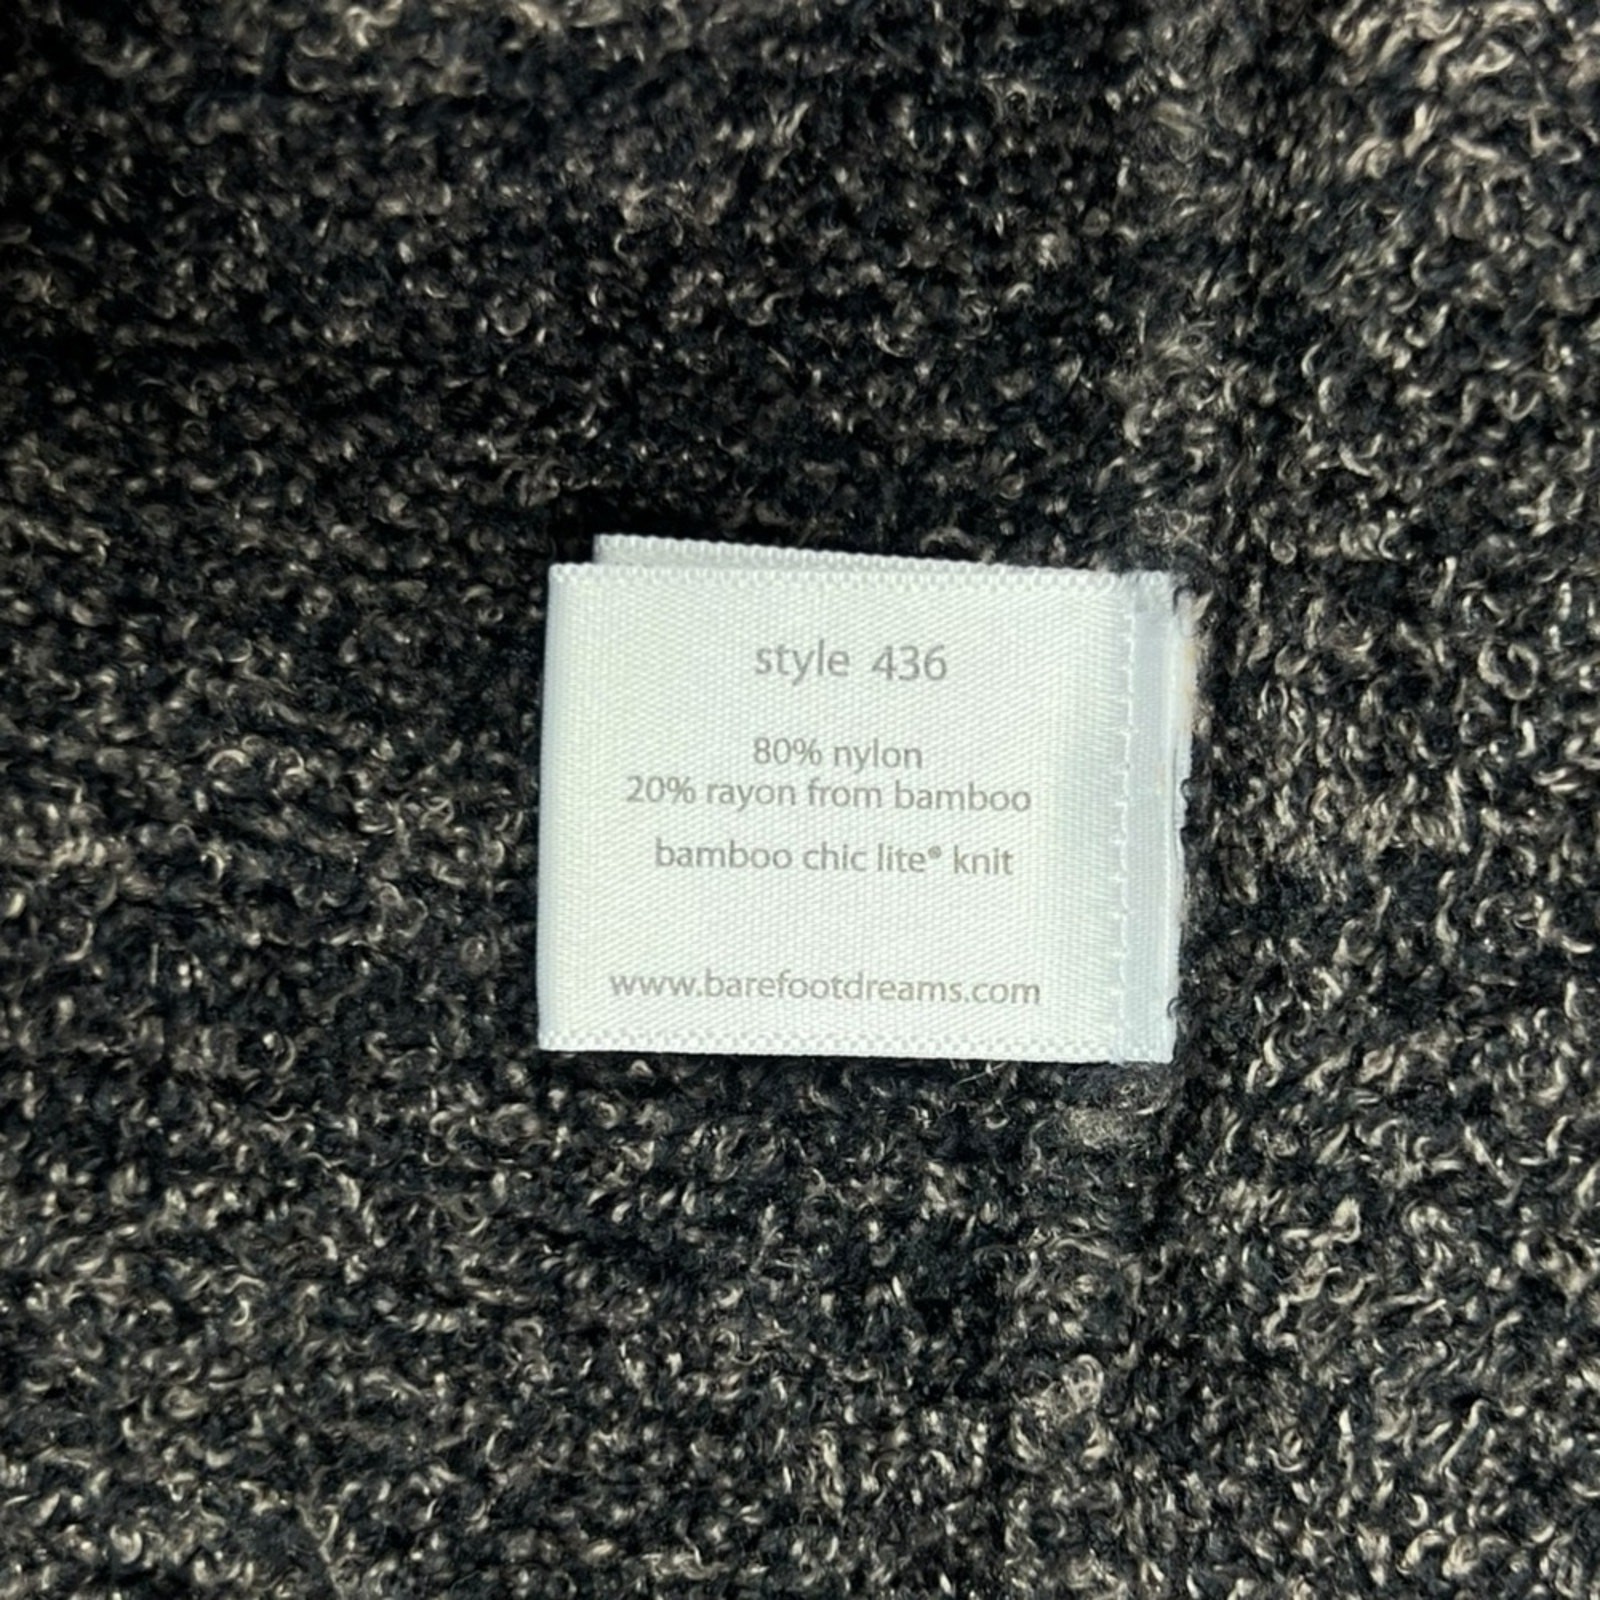 style 436
80% nylon
20% rayon from bamboo
bamboo chic lite® knit
www.barefootdreams.com